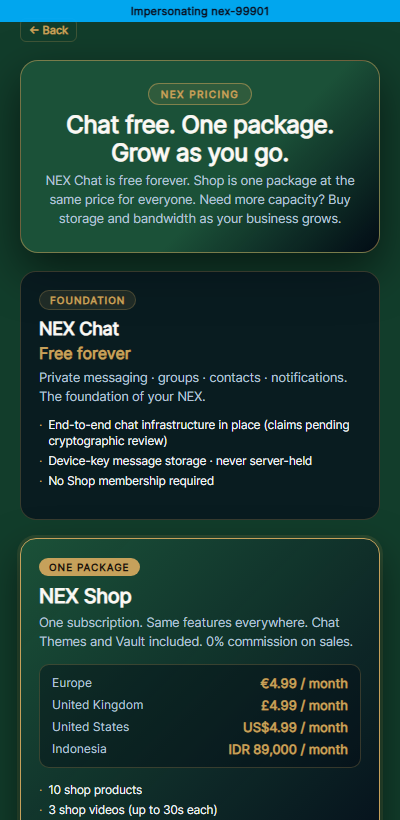 Impersonating nex-99901
← Back
NEX PRICING
Chat free. One package.
Grow as you go.
NEX Chat is free forever. Shop is one package at the
same price for everyone. Need more capacity? Buy
storage and bandwidth as your business grows.
FOUNDATION
NEX Chat
Free forever
Private messaging · groups · contacts · notifications.
The foundation of your NEX.
· End-to-end chat infrastructure in place (claims pending
cryptographic review)
· Device-key message storage · never server-held
· No Shop membership required
ONE PACKAGE
NEX Shop
One subscription. Same features everywhere. Chat
Themes and Vault included. 0% commission on sales.
Europe €4.99 / month
United Kingdom £4.99 / month
United States US$4.99 / month
Indonesia IDR 89,000 / month
· 10 shop products
· 3 shop videos (up to 30s each)